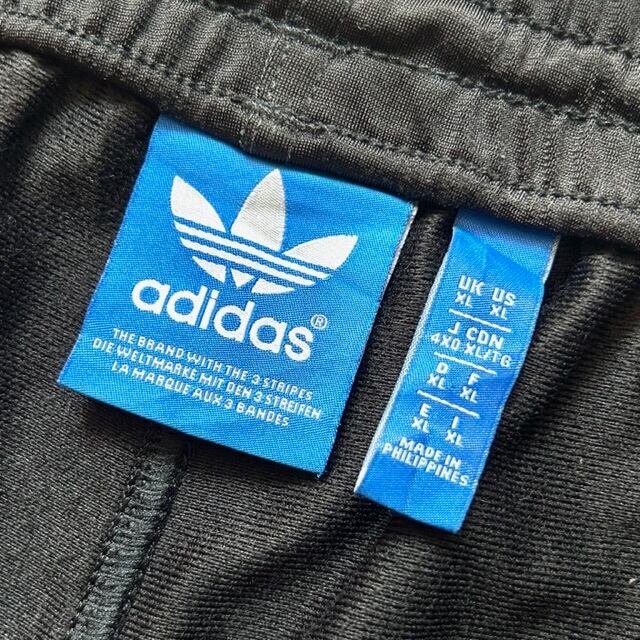 adidas®
THE BRAND WITH THE 3 STRIPES
DIE WELTMARKE MIT DEN 3 STREIFEN
LA MARQUE AUX 3 BANDES
UK US
XL XL
J CDN
4XO XL/TG
D F
XL XL
E I
XL XL
MADE IN
PHILIPPINES